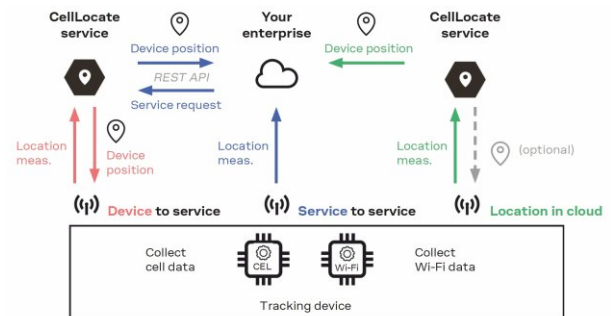 CellLocate
service
Your
enterprise
CellLocate
service
Device position
REST API
Service request
Device position
Location
meas.
Device
position
Location
meas.
Location
meas.
(optional)
Device to service
Service to service
Location in cloud
Collect
cell data
CEL
Wi-Fi
Collect
Wi-Fi data
Tracking device